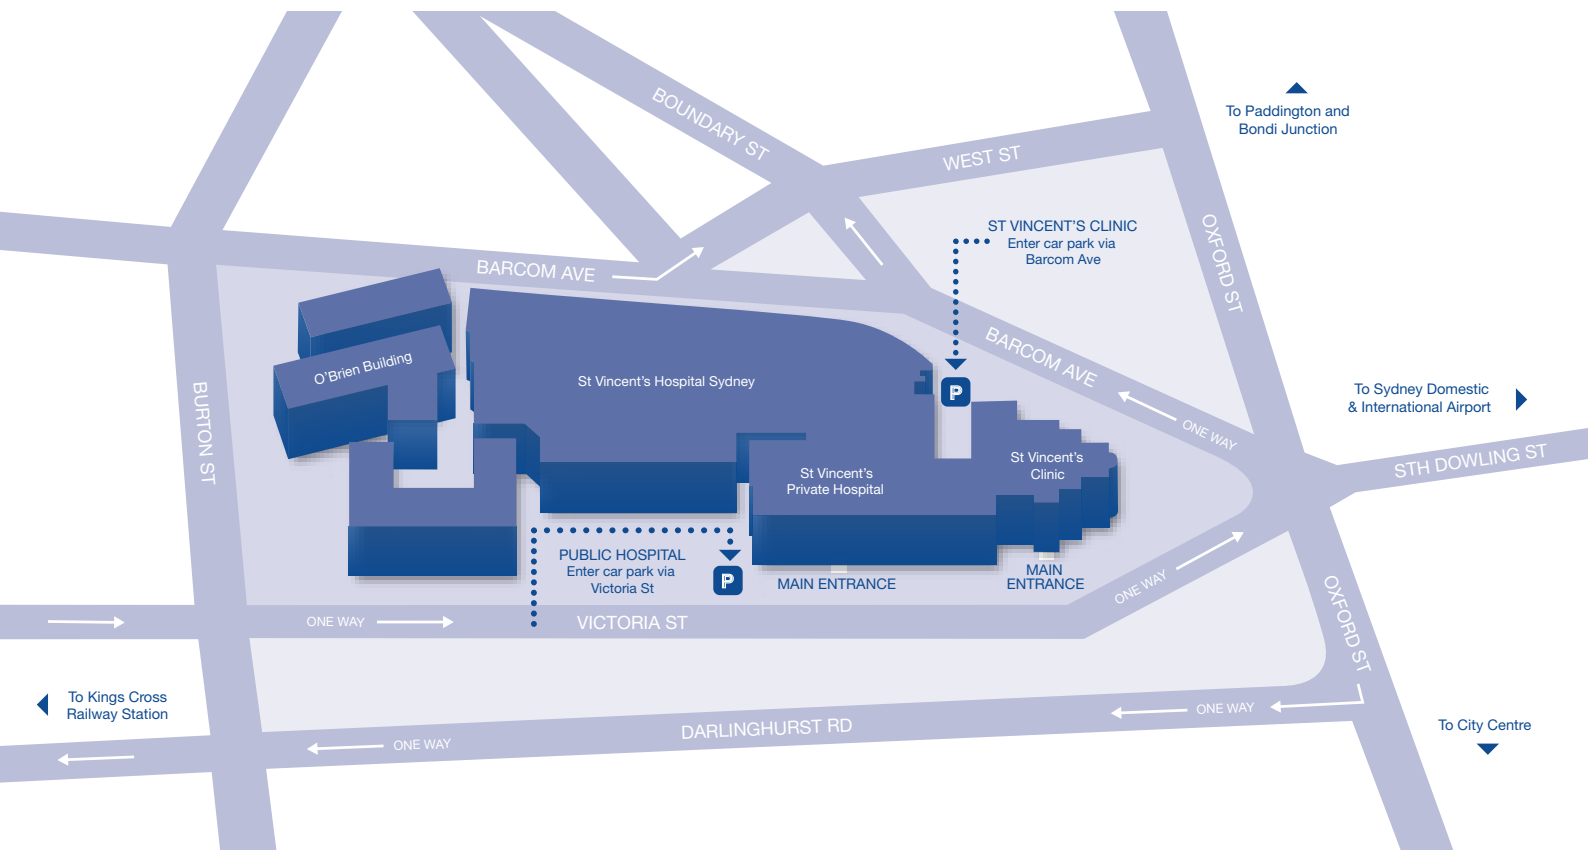 BOUNDARY ST
To Paddington and
Bondi Junction
WEST ST
ST VINCENT'S CLINIC
Enter car park via
Barcom Ave
OXFORD ST
BARCOM AVE
O'Brien Building
St Vincent's Hospital Sydney
P
BARCOM AVE
ONE WAY
To Sydney Domestic
& International Airport
BURTON ST
St Vincent's
Private Hospital
St Vincent's
Clinic
STH DOWLING ST
PUBLIC HOSPITAL
Enter car park via
Victoria St
P
MAIN ENTRANCE
MAIN
ENTRANCE
ONE WAY
ONE WAY
VICTORIA ST
OXFORD ST
To Kings Cross
Railway Station
DARLINGHURST RD
ONE WAY
ONE WAY
To City Centre